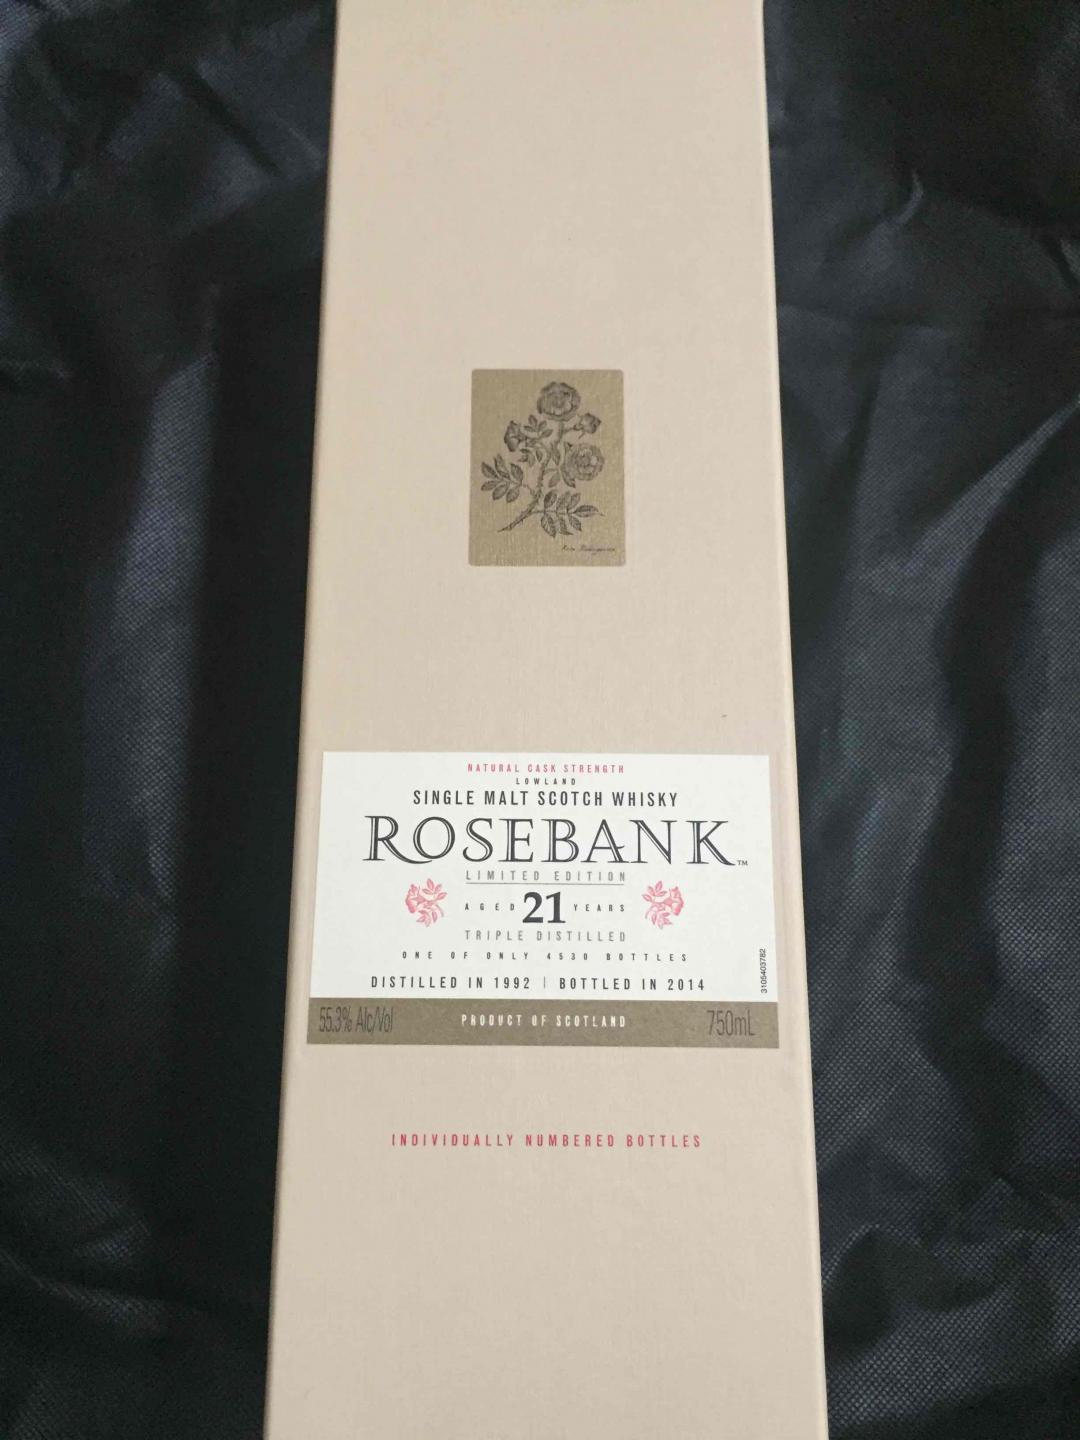 NATURAL CASK STRENGTH
LOWLAND
SINGLE MALT SCOTCH WHISKY
ROSEBANK™
LIMITED EDITION
AGED 21 YEARS
TRIPLE DISTILLED
ONE OF ONLY 4530 BOTTLES
DISTILLED IN 1992 | BOTTLED IN 2014
3105403782
55.3% Alc/Vol PRODUCT OF SCOTLAND 750mL
INDIVIDUALLY NUMBERED BOTTLES